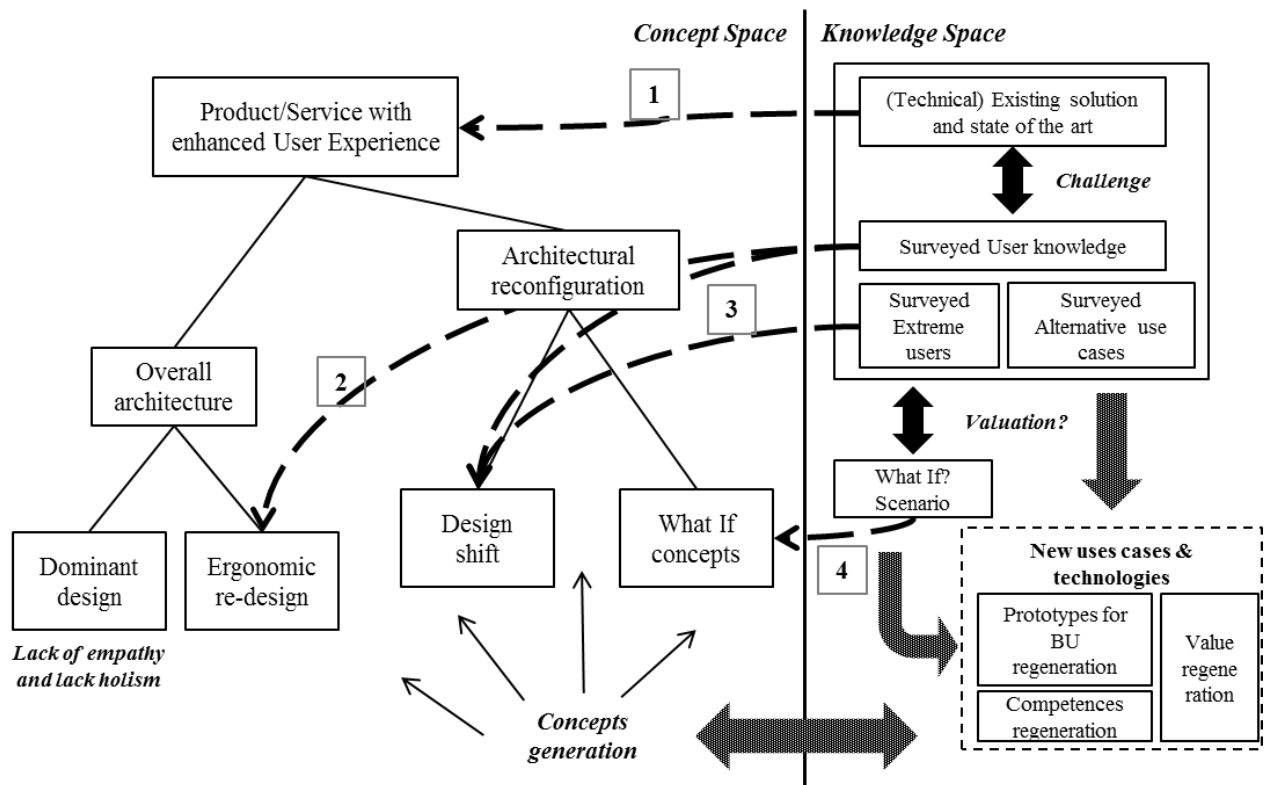 Concept Space
Knowledge Space
Product/Service with
enhanced User Experience
1
(Technical) Existing solution
and state of the art
Challenge
Architectural
reconfiguration
Surveyed User knowledge
3
Surveyed
Extreme
users
Surveyed
Alternative use
cases
Overall
architecture
2
Valuation?
What If?
Scenario
Design
shift
What If
concepts
4
Dominant
design
Ergonomic
re-design
Lack of empathy
and lack holism
Concepts
generation
New uses cases &
technologies
Prototypes for
BU
regeneration
Competences
regeneration
Value
regene
ration